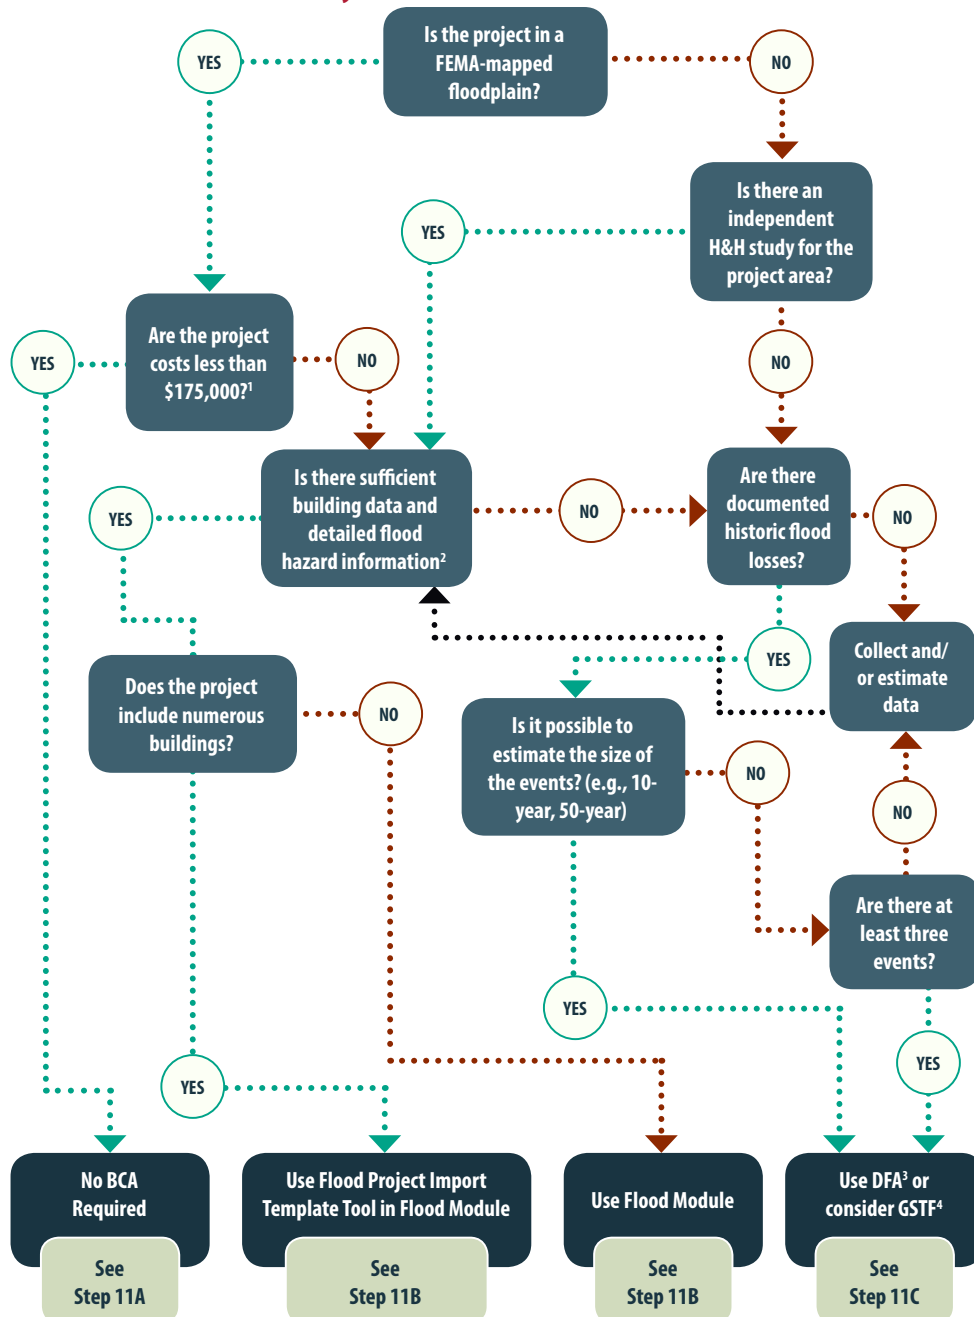 Is the project in a
FEMA-mapped
floodplain?
YES
NO
Is there an
independent
H&H study for the
project area?
YES
Are the project
costs less than
$175,000?¹
YES
NO
NO
Is there sufficient
building data and
detailed flood
hazard information²
YES
NO
Are there
documented
historic flood
losses?
NO
Collect and/
or estimate
data
YES
Does the project
include numerous
buildings?
NO
Is it possible to
estimate the size of
the events? (e.g., 10-
year, 50-year)
NO
NO
Are there at
least three
events?
YES
YES
YES
No BCA
Required
See
Step 11A
Use Flood Project Import
Template Tool in Flood Module
See
Step 11B
Use Flood Module
See
Step 11B
Use DFA³ or
consider GSTF⁴
See
Step 11C